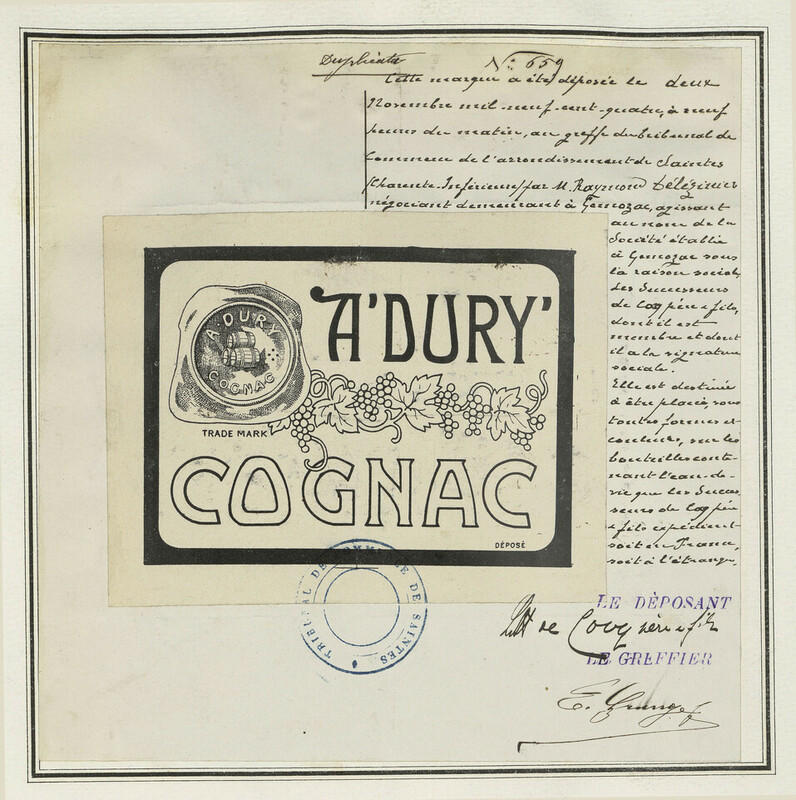 Duplicata
N° 659
Cette marque a été déposée le deux
Novembre mil-neuf-cent-quatre, à neuf
heures du matin, au greffe du tribunal de
Commerce de l'arrondissement de Saintes
(Charente-Inférieure) par M. Raymond
négociant demeurant à Gemozac, agissant
au nom de la
Société établie
à Gemozac sous
la raison sociale,
des Successeurs
de Coq père & fils,
dont il est
membre et dont
il a la signature
sociale.
Elle est destinée
à être placée, sous
toutes formes et
couleurs, sur les
bouteilles conte-
nant l'eau-de-
vie que les Succes-
seurs de Coq père
& fils expédient
soit en France,
soit à l'étranger.
A'DURY
COGNAC
'A'DURY'
TRADE MARK
COGNAC
DÉPOSÉ
TRIBUNAL DE COMMERCE DE SAINTES
LE DÉPOSANT
de Coq père & fils
LE GREFFIER